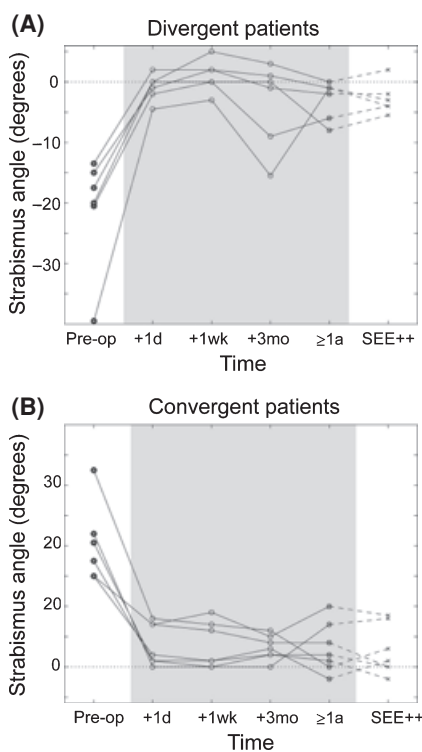 (A)
Divergent patients
Strabismus angle (degrees)
0
−10
−20
−30
Pre-op +1d +1wk +3mo ≥1a SEE++
Time
(B)
Convergent patients
Strabismus angle (degrees)
30
20
20
0
Pre-op +1d +1wk +3mo ≥1a SEE++
Time